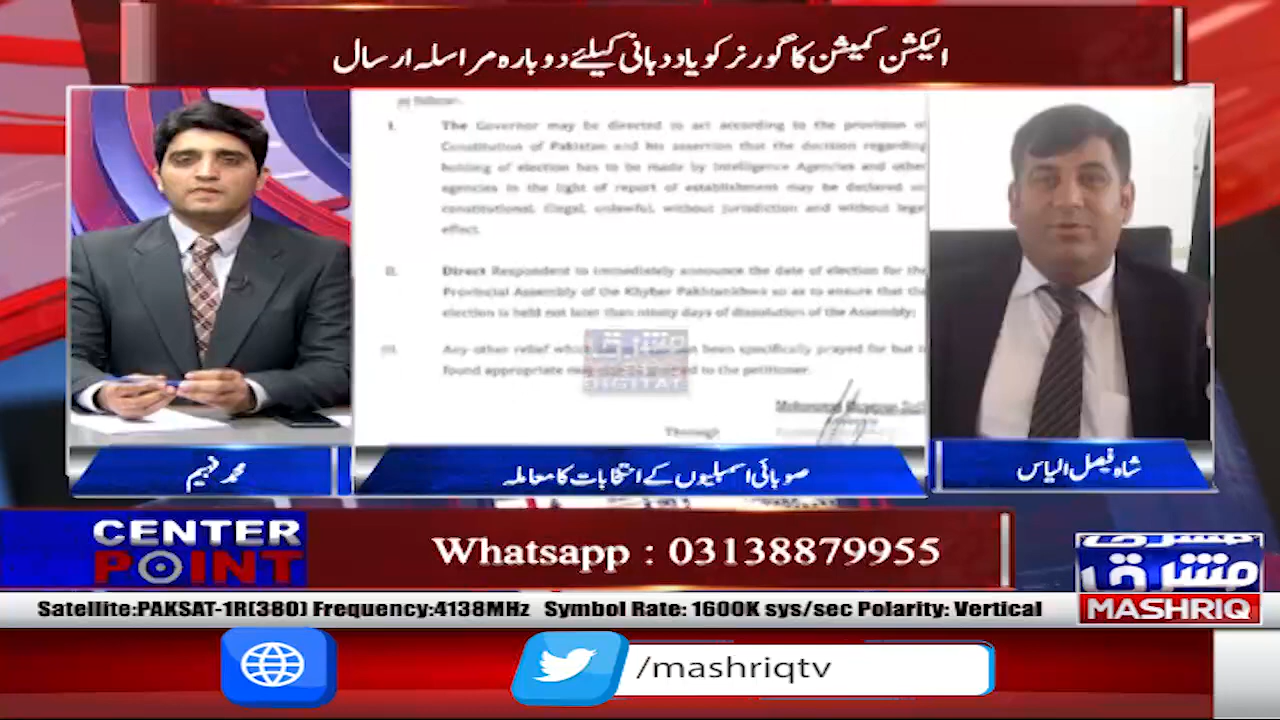 الیکشن کمیشن کا گورنر کو یاد دہانی کیلئے دوبارہ مراسلہ ارسال
I. The Governor may be directed to act according to the provision of
Constitution of Pakistan and his assertion that the decision regarding
holding of election has to be made by Intelligence Agencies and other
agencies in the light of report of establishment may be declared un
constitutional, illegal, unlawful, without jurisdiction and without legal
effect.
II. Direct Respondent to immediately announce the date of election for the
Provincial Assembly of the Khyber Pakhtunkhwa so as to ensure that the
election is held not later than ninety days of dissolution of the Assembly;
III. Any other relief which been specifically prayed for but is
found appropriate may to the petitioner.
Through
محمد فہیم
صوبائی اسمبلیوں کے انتخابات کا معاملہ
شاہ فیصل الیاس
CENTER
POINT
Whatsapp : 03138879955
مشرق
MASHRIQ
Satellite:PAKSAT-1R(380) Frequency:4138MHz Symbol Rate: 1600K sys/sec Polarity: Vertical
/mashriqtv